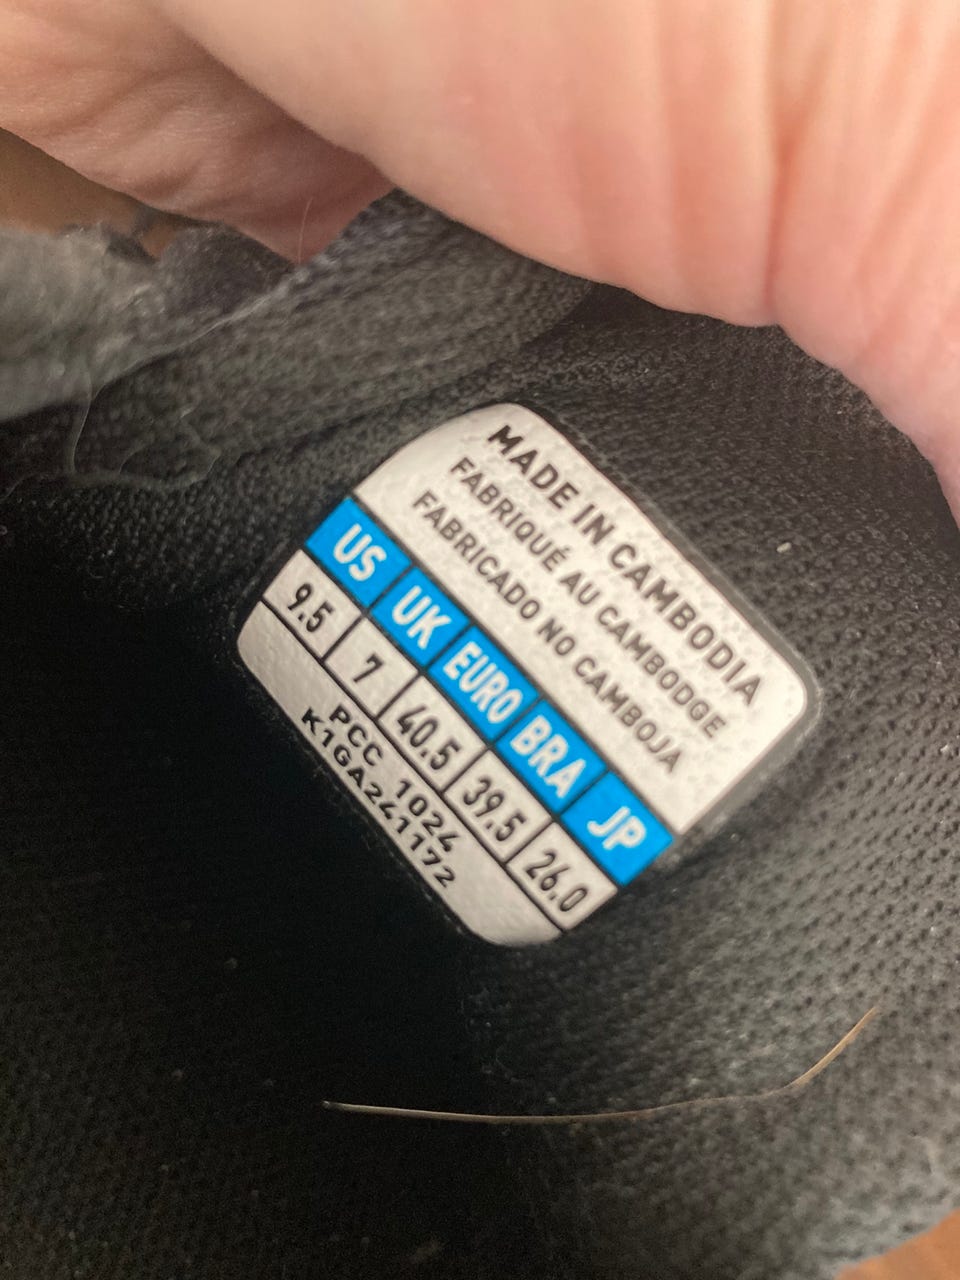 MADE IN CAMBODIA
FABRIQUÉ AU CAMBODGE
FABRICADO NO CAMBOJA
US UK EURO BRA JP
9.5 7 40.5 39.5 26.0
PCC 1024
K1GA241172